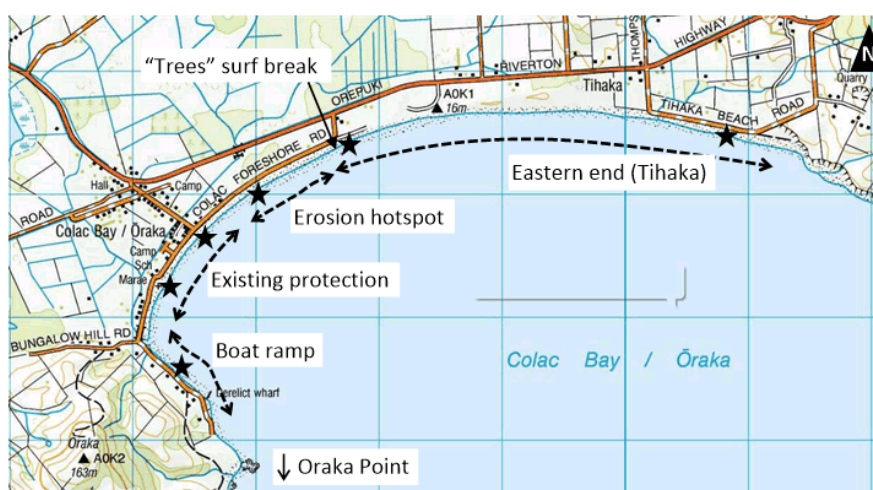 "Trees" surf break
THOMPS
HIGHWAY
N
RIVERTON
Tihaka
Quarry
OREPUKI
A0K1
16m
TIHAKA BEACH ROAD
COLAC FORESHORE RD
Eastern end (Tihaka)
Hall
Camp
ROAD
Erosion hotspot
Colac Bay / Ōraka
Camp
Sch
Marae
Existing protection
BUNGALOW HILL RD
Boat ramp
Colac Bay / Ōraka
Derelict wharf
Oraka
A0K2
163m
Oraka Point